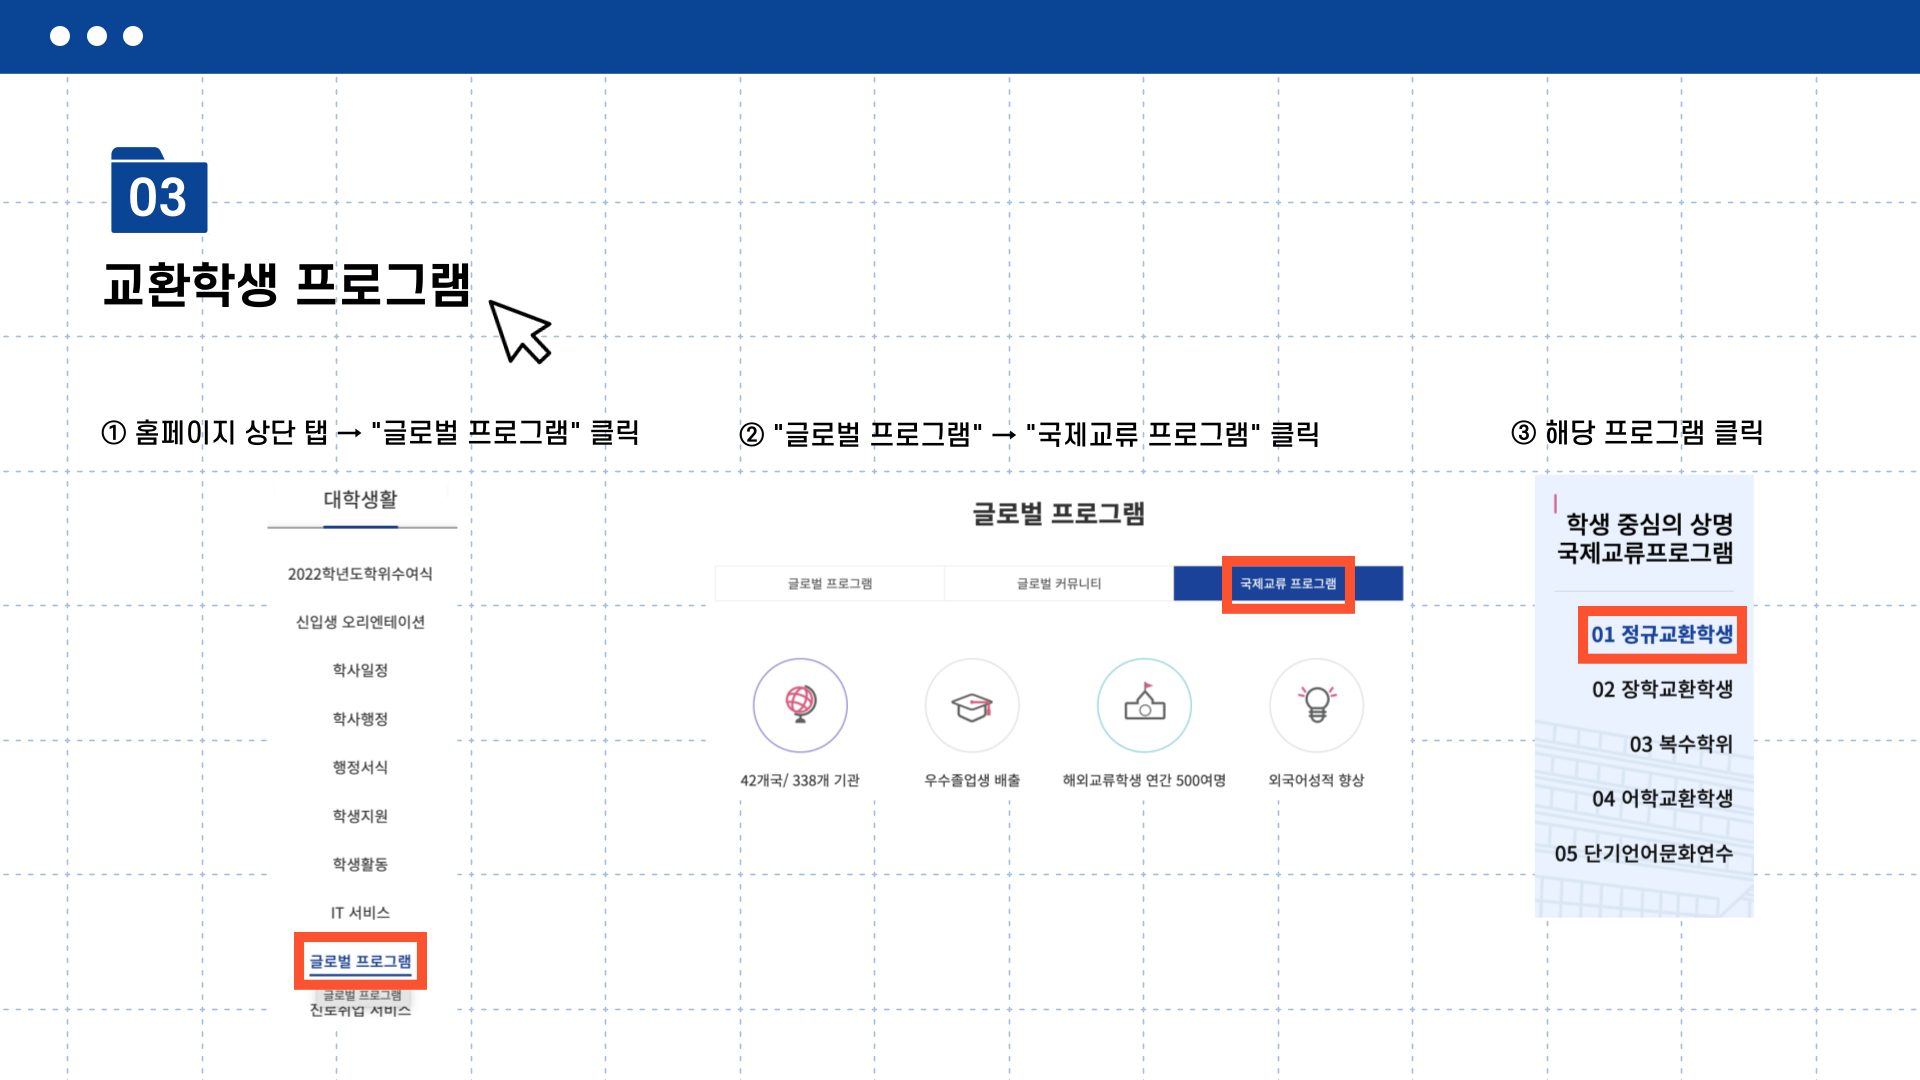 03
교환학생 프로그램
① 홈페이지 상단 탭 → "글로벌 프로그램" 클릭
대학생활
2022학년도학위수여식
신입생 오리엔테이션
학사일정
학사행정
행정서식
학생지원
학생활동
IT 서비스
글로벌 프로그램
글로벌 프로그램
진로취업 서비스
② "글로벌 프로그램" → "국제교류 프로그램" 클릭
글로벌 프로그램
글로벌 프로그램
글로벌 커뮤니티
국제교류 프로그램
42개국/ 338개 기관
우수졸업생 배출
해외교류학생 연간 500여명
외국어성적 향상
③ 해당 프로그램 클릭
학생 중심의 상명
국제교류프로그램
01 정규교환학생
02 장학교환학생
03 복수학위
04 어학교환학생
05 단기언어문화연수